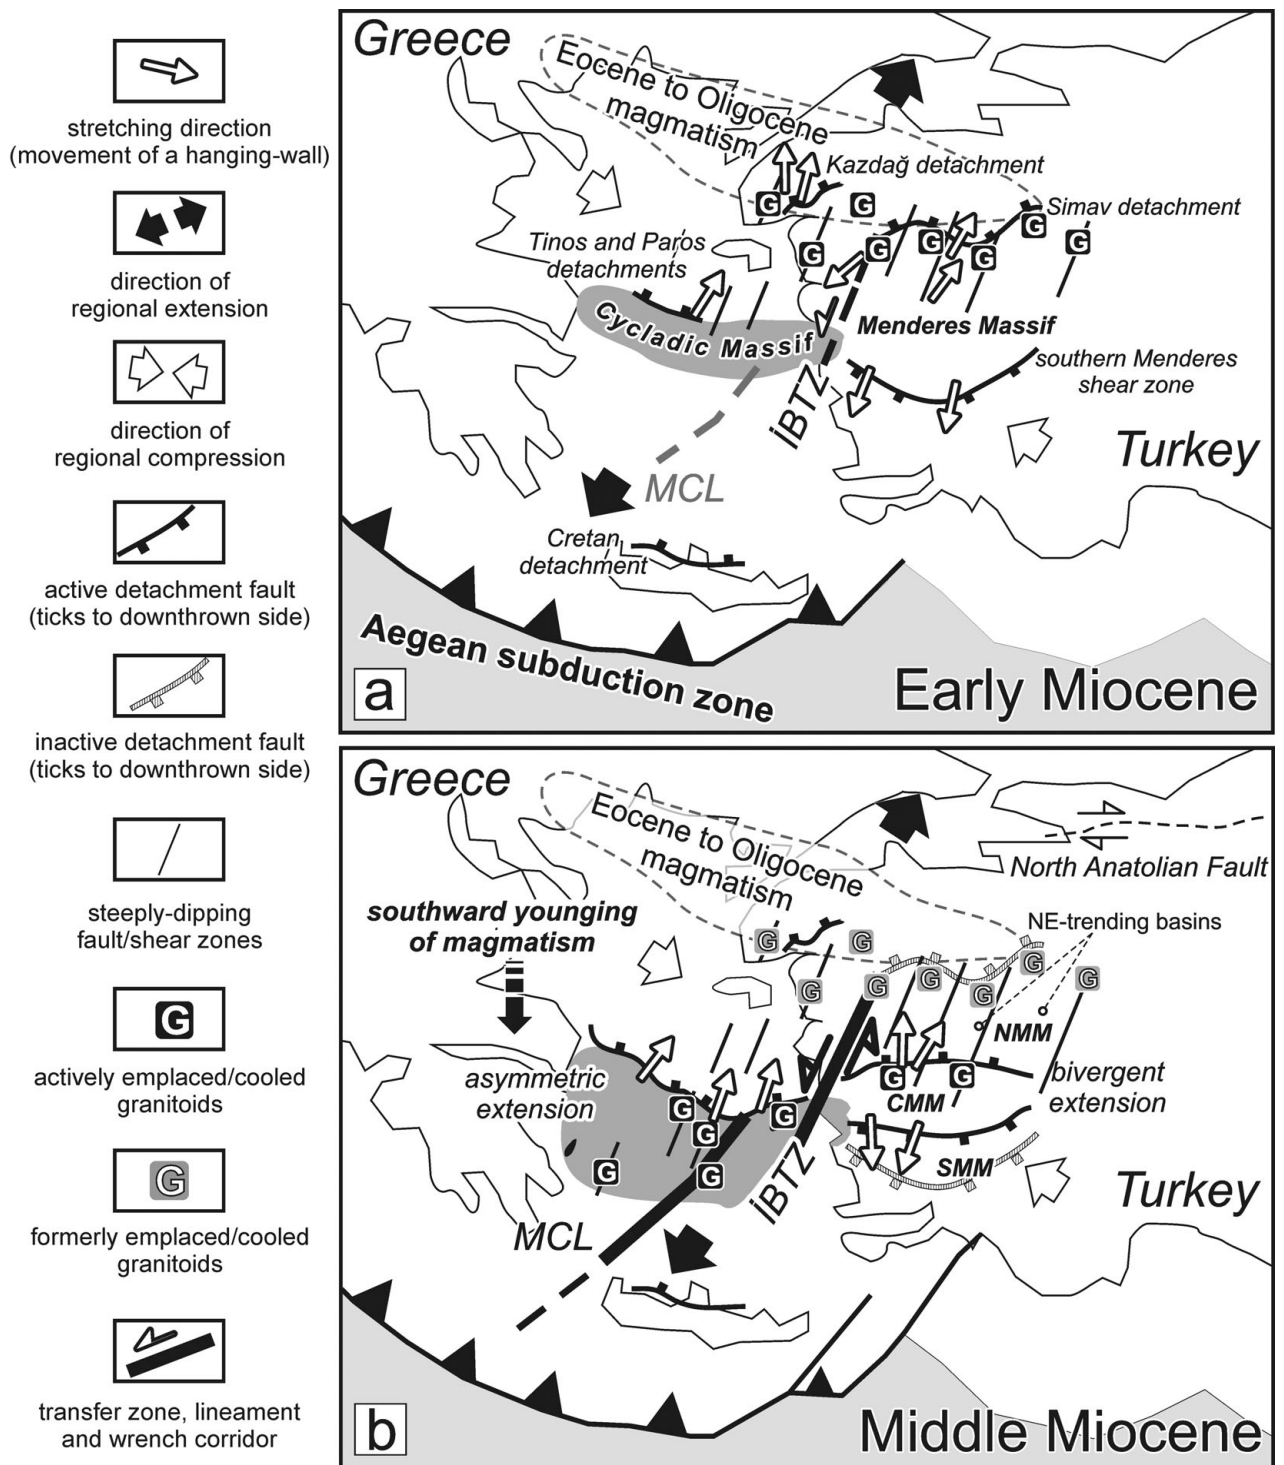 stretching direction
(movement of a hanging-wall)
direction of
regional extension
direction of
regional compression
active detachment fault
(ticks to downthrown side)
inactive detachment fault
(ticks to downthrown side)
steeply-dipping
fault/shear zones
G
actively emplaced/cooled
granitoids
G
formerly emplaced/cooled
granitoids
transfer zone, lineament
and wrench corridor
Greece
Eocene to Oligocene
magmatism
Kazdağ detachment
G
G
Simav detachment
G
G
G
G
G
G
Tinos and Paros
detachments
Cycladic Massif
Menderes Massif
southern Menderes
shear zone
İBTZ
Turkey
MCL
Cretan
detachment
Aegean subduction zone
a
Early Miocene
Greece
Eocene to Oligocene
magmatism
North Anatolian Fault
southward younging
of magmatism
NE-trending basins
G
G
G
G
G
G
G
G
NMM
asymmetric
extension
bivergent
extension
G
G
CMM
G
G
G
G
G
SMM
İBTZ
Turkey
MCL
b
Middle Miocene